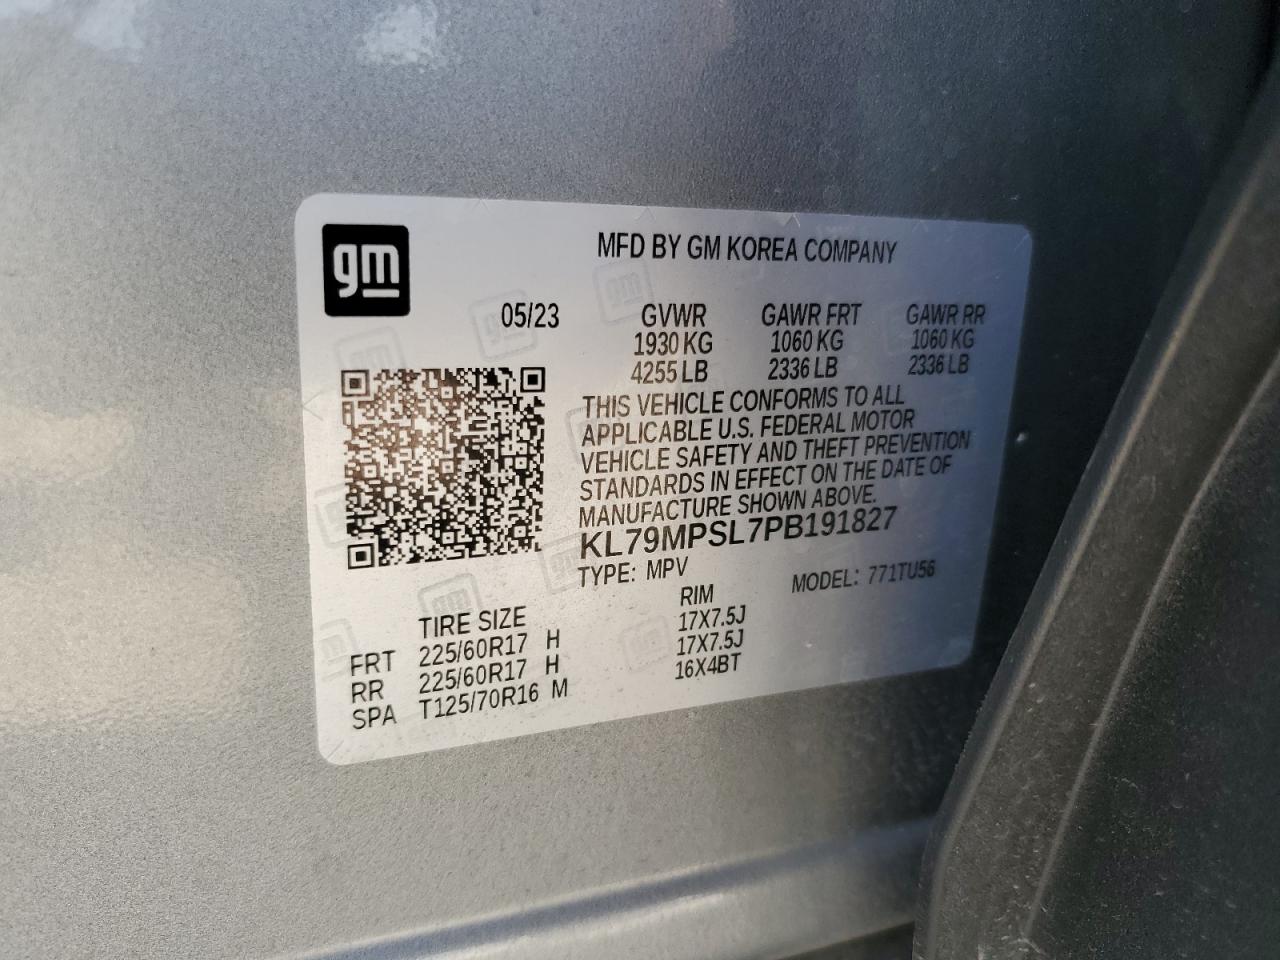 gm
MFD BY GM KOREA COMPANY
05/23 GVWR GAWR FRT GAWR RR
1930 KG 1060 KG 1060 KG
4255 LB 2336 LB 2336 LB
THIS VEHICLE CONFORMS TO ALL
APPLICABLE U.S. FEDERAL MOTOR
VEHICLE SAFETY AND THEFT PREVENTION
STANDARDS IN EFFECT ON THE DATE OF
MANUFACTURE SHOWN ABOVE.
KL79MPSL7PB191827
TYPE: MPV MODEL: 771TU56
TIRE SIZE RIM
FRT 225/60R17 H 17X7.5J
RR 225/60R17 H 17X7.5J
SPA T125/70R16 M 16X4BT